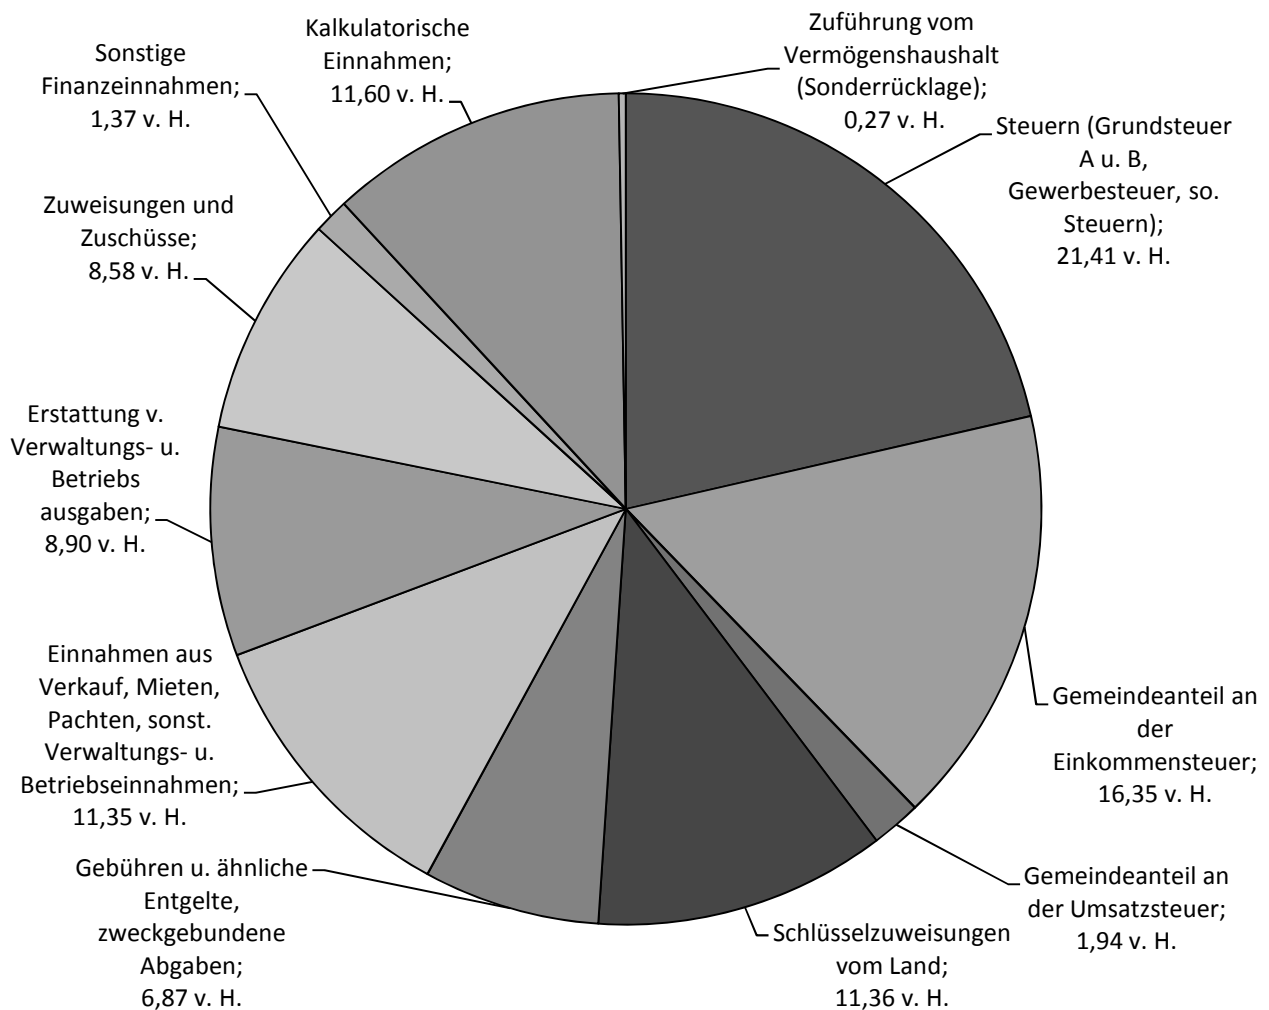 Zuführung vom
Vermögenshaushalt
(Sonderrücklage);
0,27 v. H.
Steuern (Grundsteuer
A u. B,
Gewerbesteuer, so.
Steuern);
21,41 v. H.
Gemeindeanteil an
der
Einkommensteuer;
16,35 v. H.
Gemeindeanteil an
der Umsatzsteuer;
1,94 v. H.
Schlüsselzuweisungen
vom Land;
11,36 v. H.
Gebühren u. ähnliche
Entgelte,
zweckgebundene
Abgaben;
6,87 v. H.
Einnahmen aus
Verkauf, Mieten,
Pachten, sonst.
Verwaltungs- u.
Betriebseinnahmen;
11,35 v. H.
Erstattung v.
Verwaltungs- u.
Betriebs
ausgaben;
8,90 v. H.
Zuweisungen und
Zuschüsse;
8,58 v. H.
Sonstige
Finanzeinnahmen;
1,37 v. H.
Kalkulatorische
Einnahmen;
11,60 v. H.